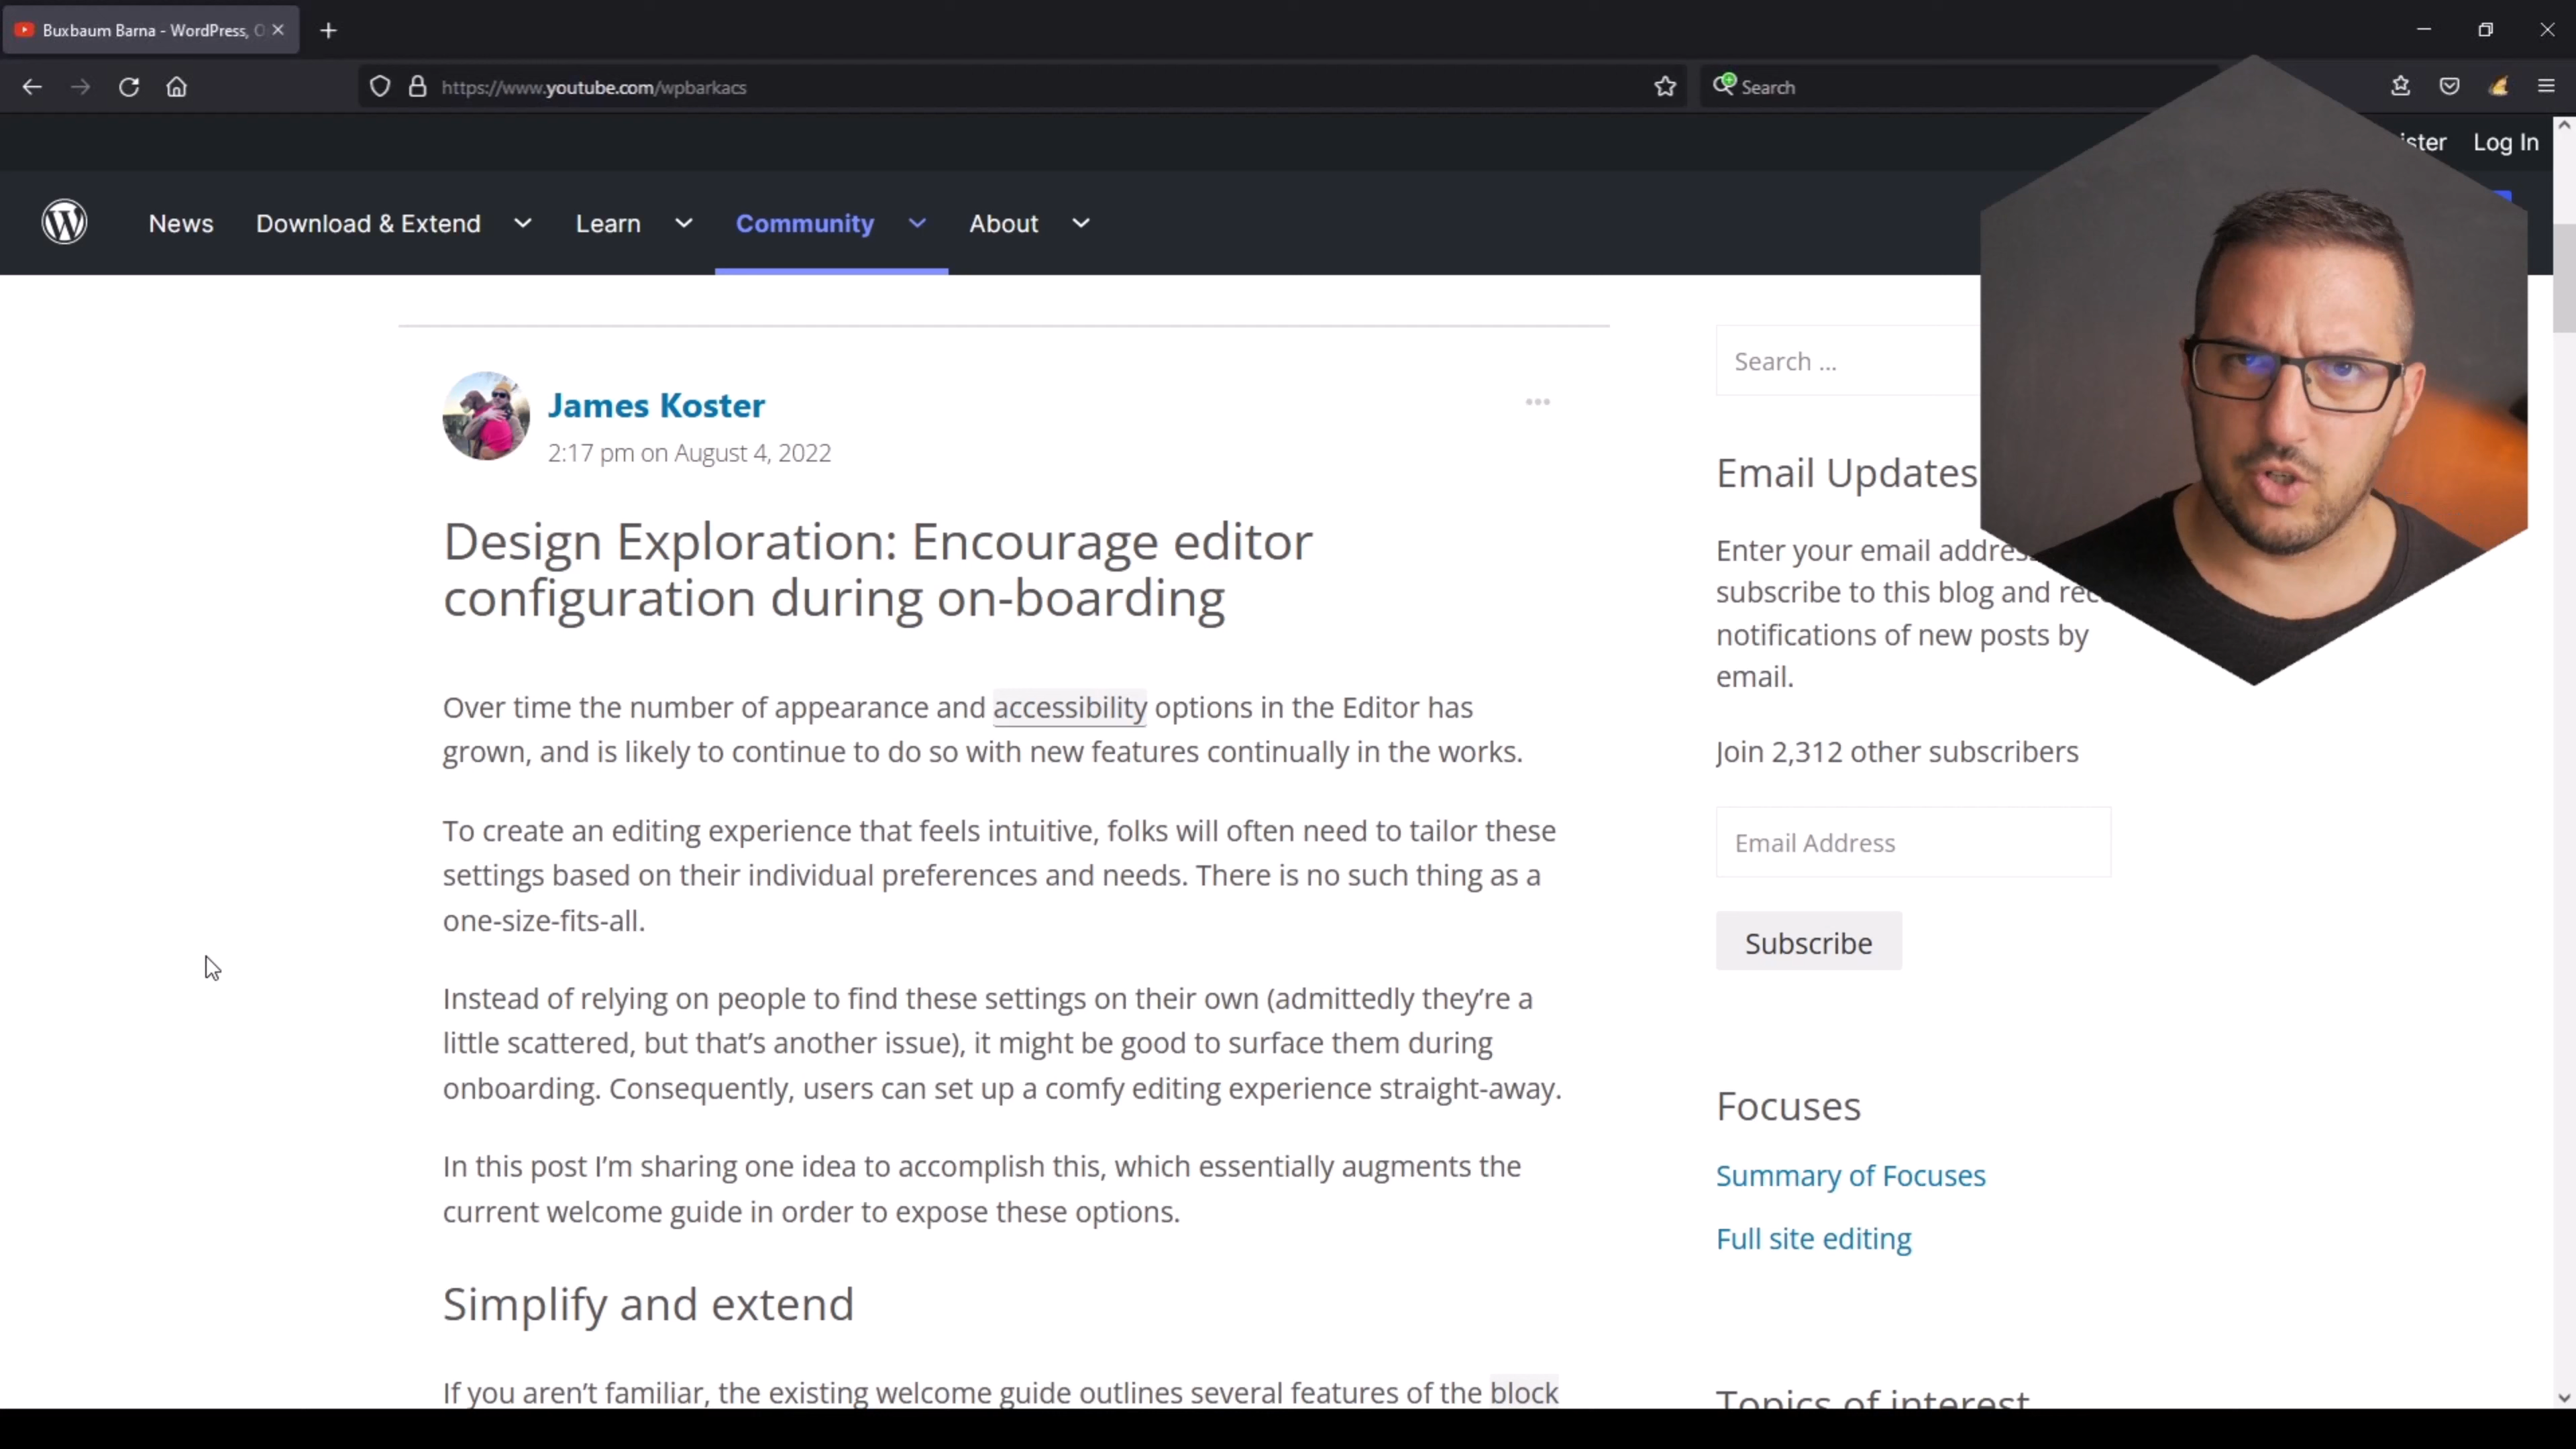 Buxbaum Barna - WordPress, O
https://www.youtube.com/wpbarkacs
Search
ister Log In
News Download & Extend Learn Community About
James Koster
2:17 pm on August 4, 2022
Design Exploration: Encourage editor
configuration during on-boarding
Over time the number of appearance and accessibility options in the Editor has
grown, and is likely to continue to do so with new features continually in the works.
To create an editing experience that feels intuitive, folks will often need to tailor these
settings based on their individual preferences and needs. There is no such thing as a
one-size-fits-all.
Instead of relying on people to find these settings on their own (admittedly they’re a
little scattered, but that’s another issue), it might be good to surface them during
onboarding. Consequently, users can set up a comfy editing experience straight-away.
In this post I’m sharing one idea to accomplish this, which essentially augments the
current welcome guide in order to expose these options.
Simplify and extend
If you aren’t familiar, the existing welcome guide outlines several features of the block
Search ...
Email Updates
Enter your email addres
subscribe to this blog and rec
notifications of new posts by
email.
Join 2,312 other subscribers
Email Address
Subscribe
Focuses
Summary of Focuses
Full site editing
Topics of interest